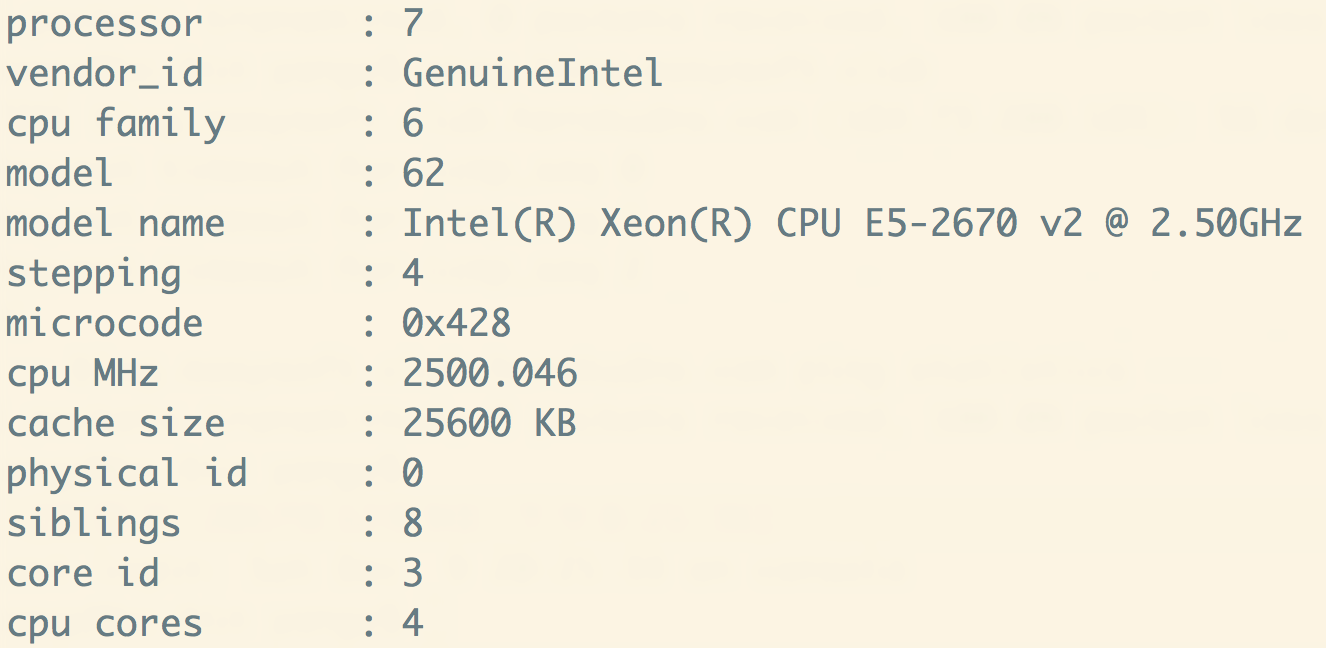 processor : 7
vendor_id : GenuineIntel
cpu family : 6
model : 62
model name : Intel(R) Xeon(R) CPU E5-2670 v2 @ 2.50GHz
stepping : 4
microcode : 0x428
cpu MHz : 2500.046
cache size : 25600 KB
physical id : 0
siblings : 8
core id : 3
cpu cores : 4